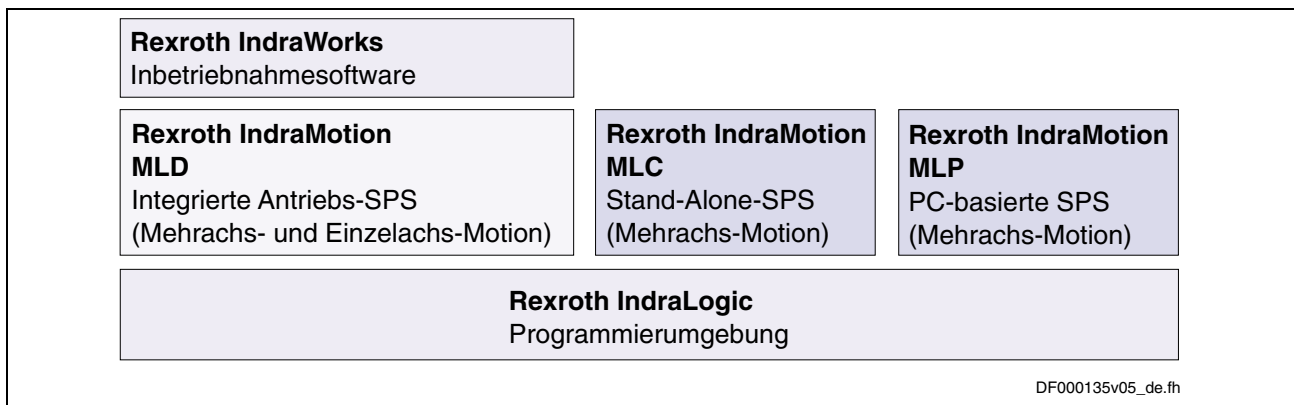 Rexroth IndraWorks
Inbetriebnahmesoftware
Rexroth IndraMotion
MLD
Integrierte Antriebs-SPS
(Mehrachs- und Einzelachs-Motion)
Rexroth IndraMotion
MLC
Stand-Alone-SPS
(Mehrachs-Motion)
Rexroth IndraMotion
MLP
PC-basierte SPS
(Mehrachs-Motion)
Rexroth IndraLogic
Programmierumgebung
DF000135v05_de.fh